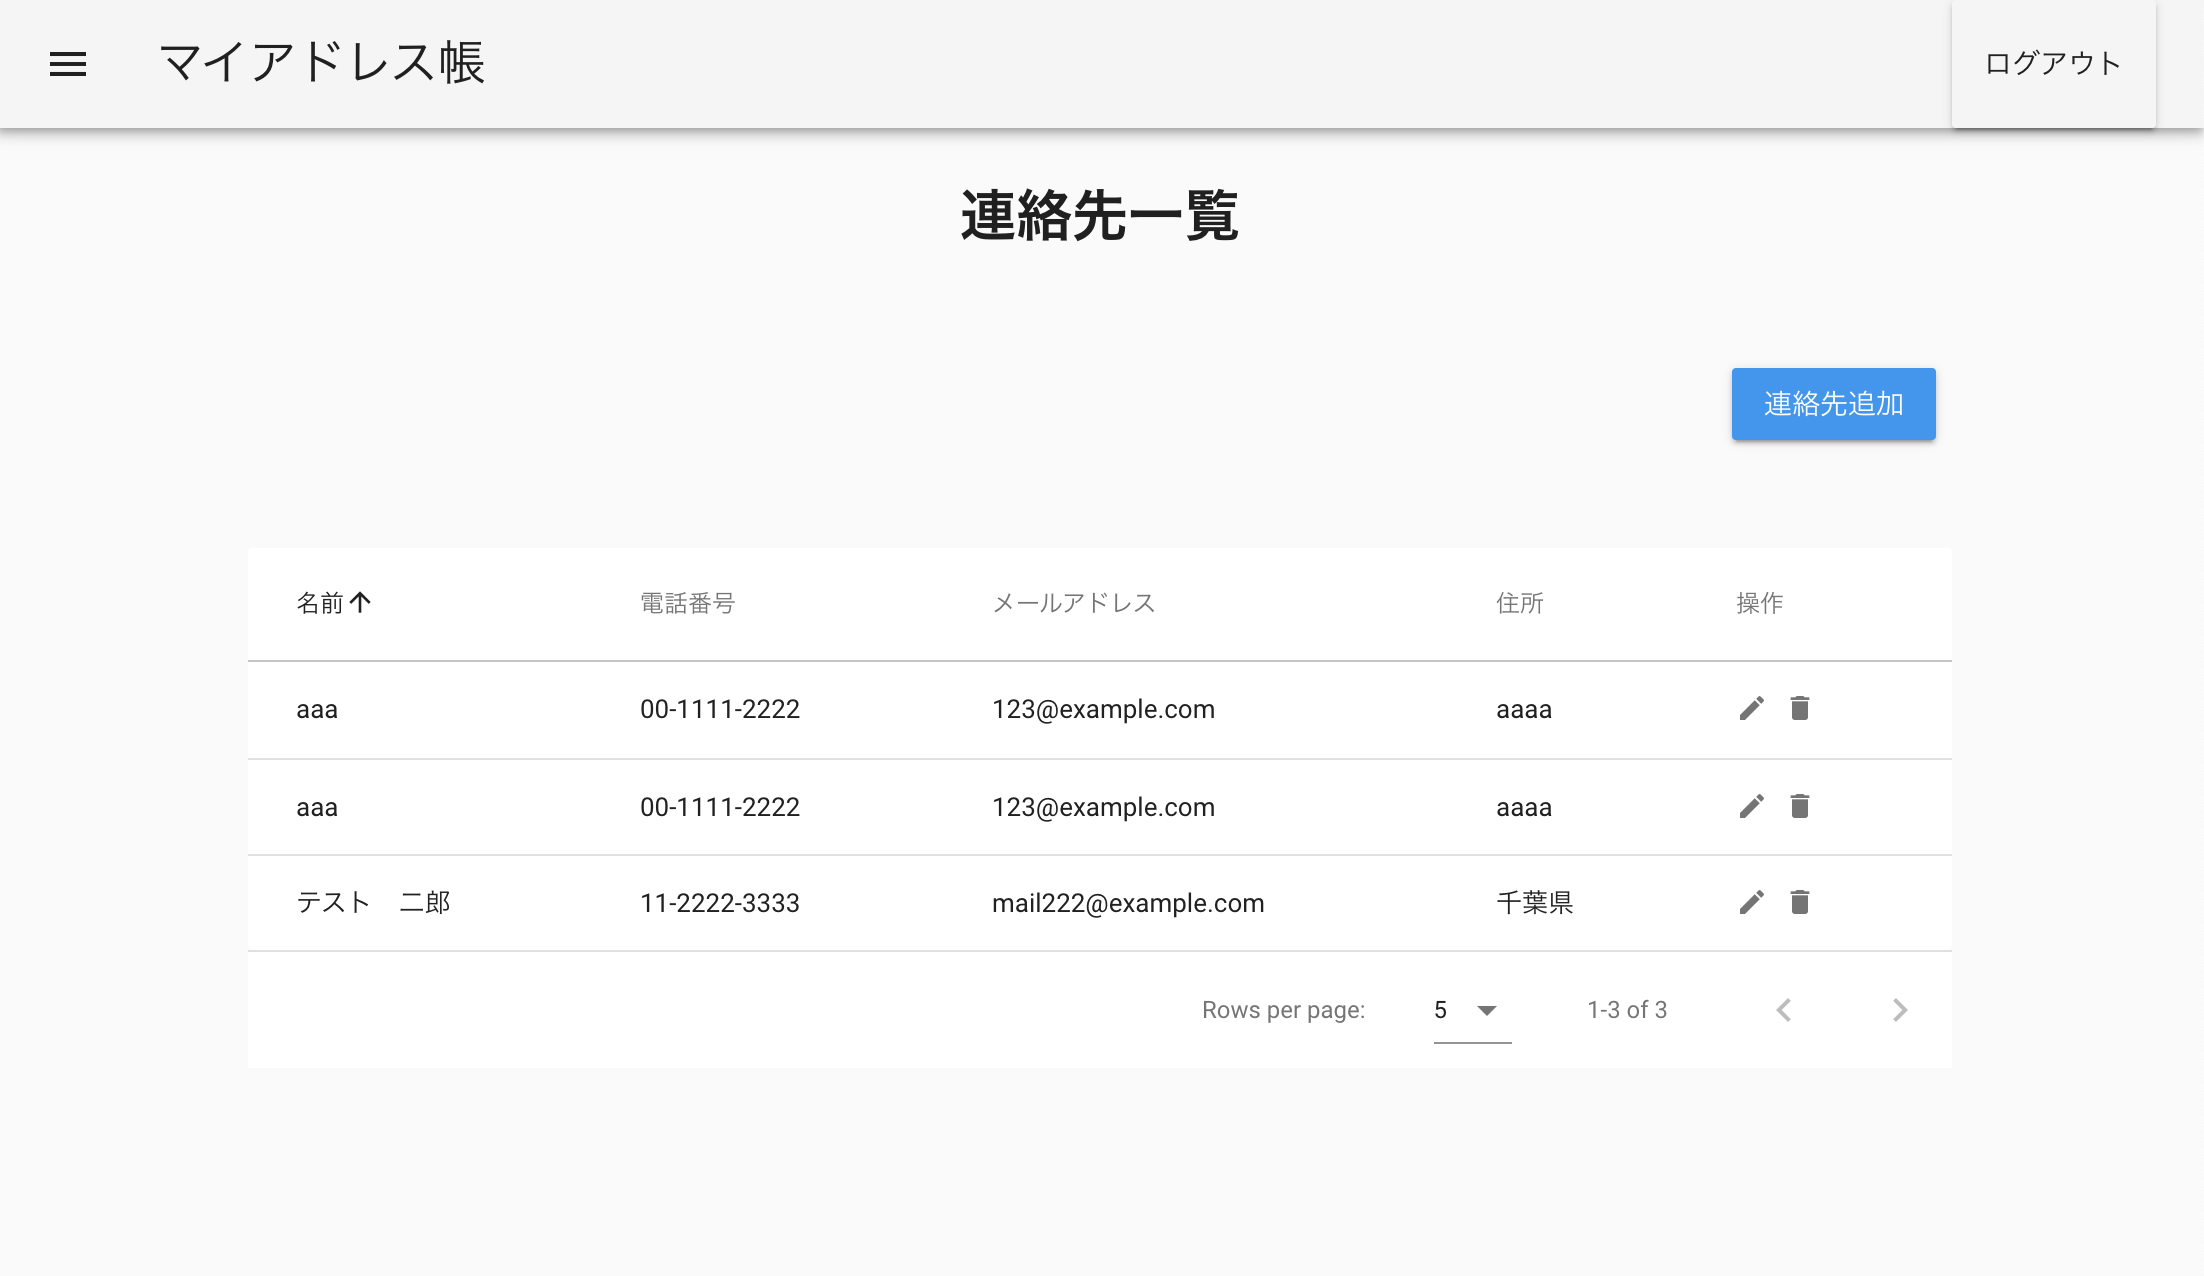 マイアドレス帳 ログアウト
連絡先一覧
連絡先追加
名前 電話番号 メールアドレス 住所 操作
aaa 00-1111-2222 123@example.com aaaa
aaa 00-1111-2222 123@example.com aaaa
テスト　二郎 11-2222-3333 mail222@example.com 千葉県
Rows per page: 5 1-3 of 3